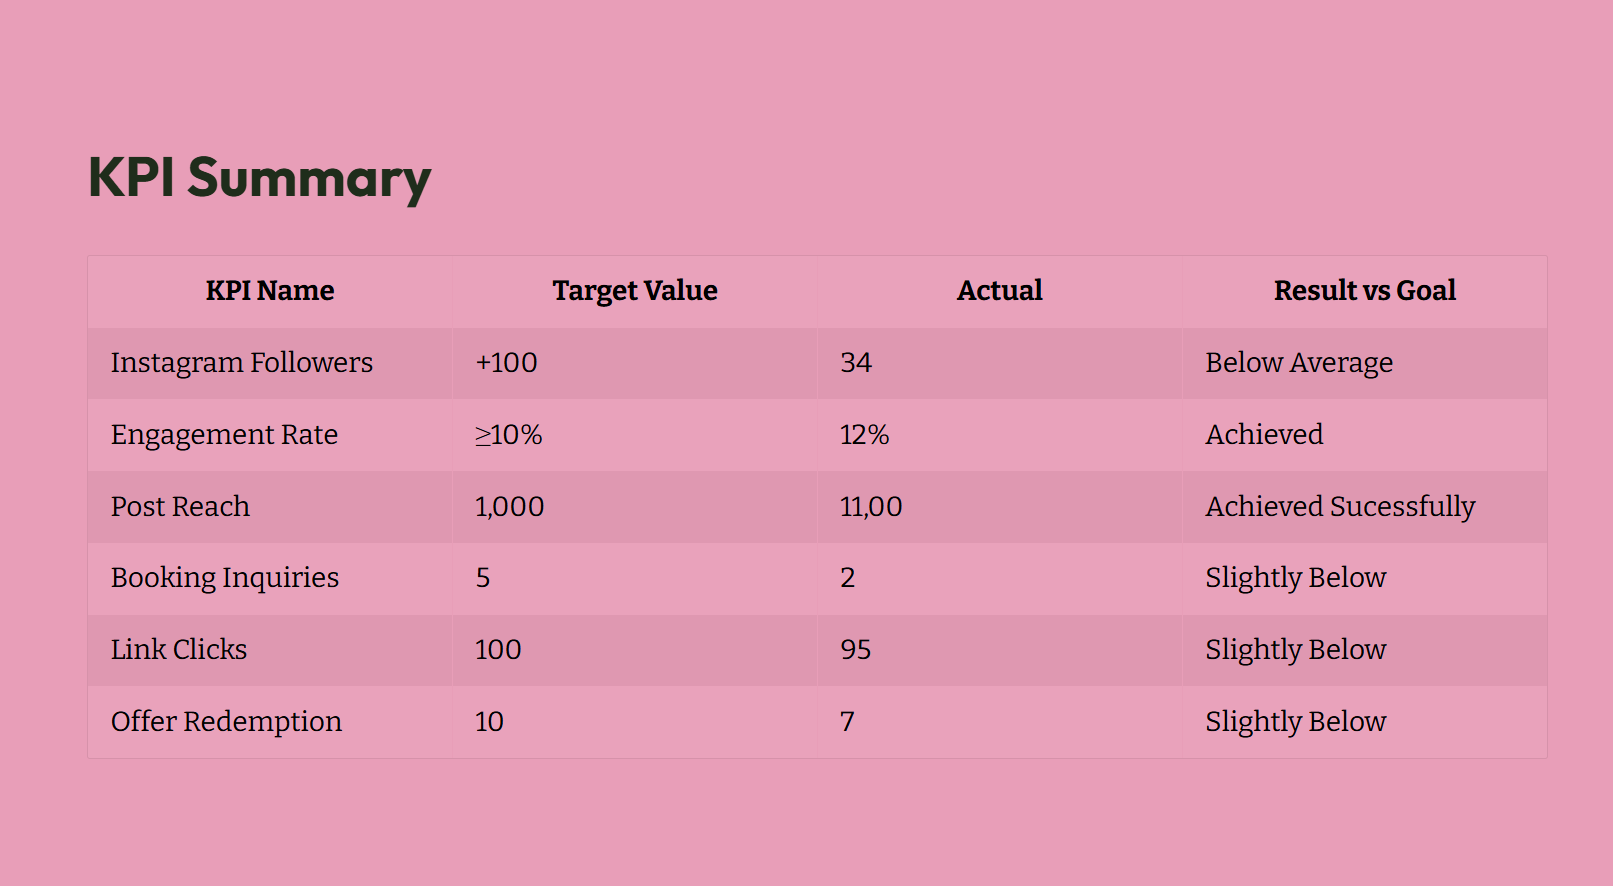 KPI Summary
KPI Name Target Value Actual Result vs Goal
Instagram Followers +100 34 Below Average
Engagement Rate ≥10% 12% Achieved
Post Reach 1,000 11,00 Achieved Sucessfully
Booking Inquiries 5 2 Slightly Below
Link Clicks 100 95 Slightly Below
Offer Redemption 10 7 Slightly Below